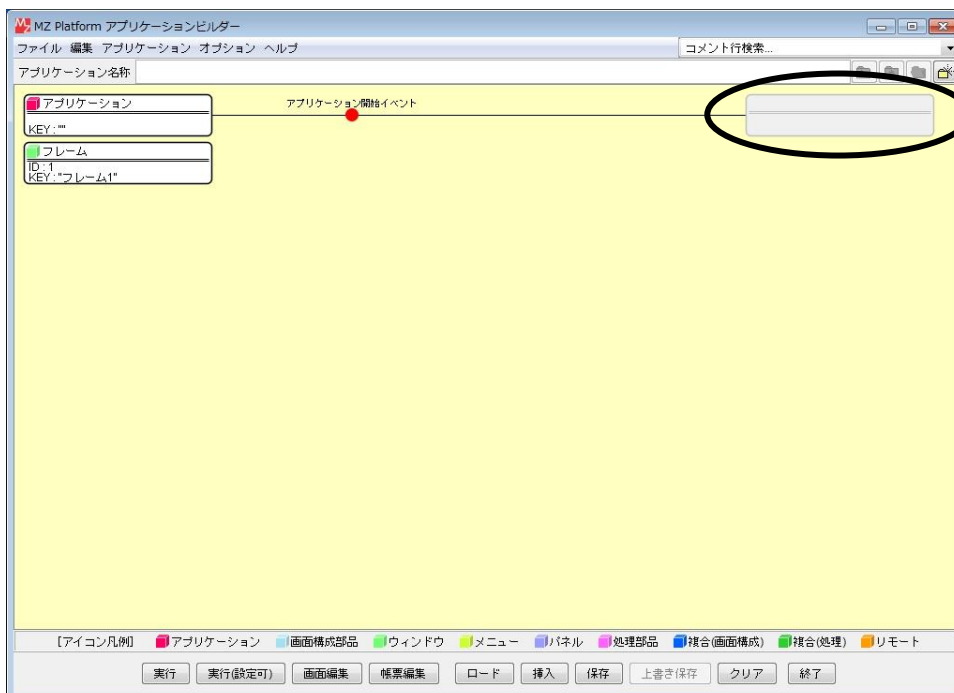 MZ Platform アプリケーションビルダー
ファイル 編集 アプリケーション オプション ヘルプ コメント行検索...
アプリケーション名称
アプリケーション アプリケーション開始イベント
KEY : ""
フレーム
ID : 1
KEY : "フレーム1"
[アイコン凡例] アプリケーション 画面構成部品 ウィンドウ メニュー パネル 処理部品 複合(画面構成) 複合(処理) リモート
実行 実行(設定可) 画面編集 帳票編集 ロード 挿入 保存 上書き保存 クリア 終了